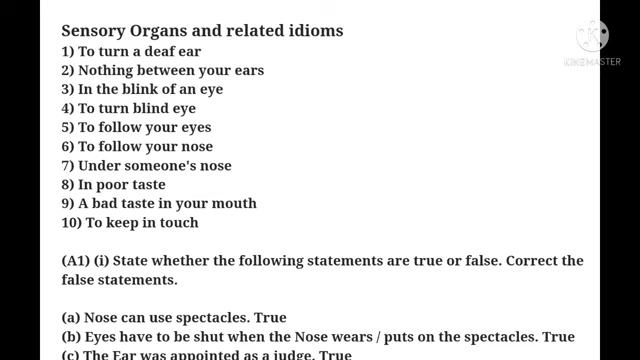 Sensory Organs and related idioms
1) To turn a deaf ear
2) Nothing between your ears
3) In the blink of an eye
4) To turn blind eye
5) To follow your eyes
6) To follow your nose
7) Under someone's nose
8) In poor taste
9) A bad taste in your mouth
10) To keep in touch
(A1) (i) State whether the following statements are true or false. Correct the
false statements.
(a) Nose can use spectacles. True
(b) Eyes have to be shut when the Nose wears / puts on the spectacles. True
(c) The Ear was appointed as a judge. True
KINEMASTER